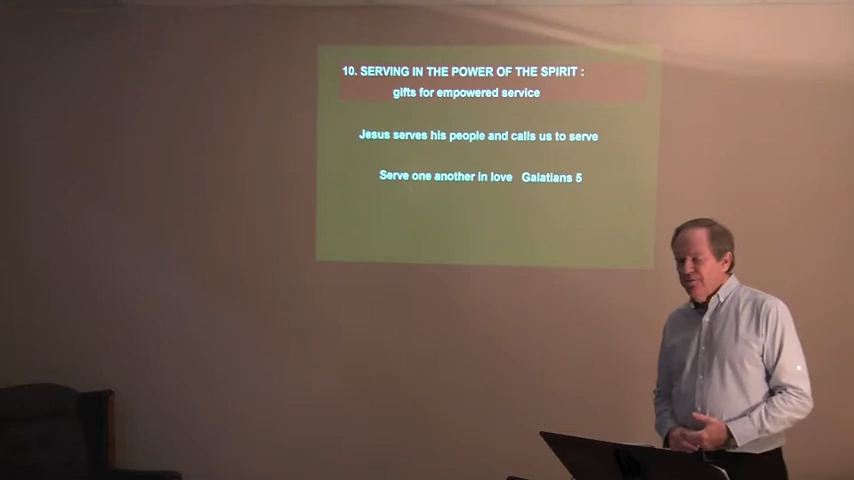 10. SERVING IN THE POWER OF THE SPIRIT :
gifts for empowered service
Jesus serves his people and calls us to serve
Serve one another in love Galatians 5